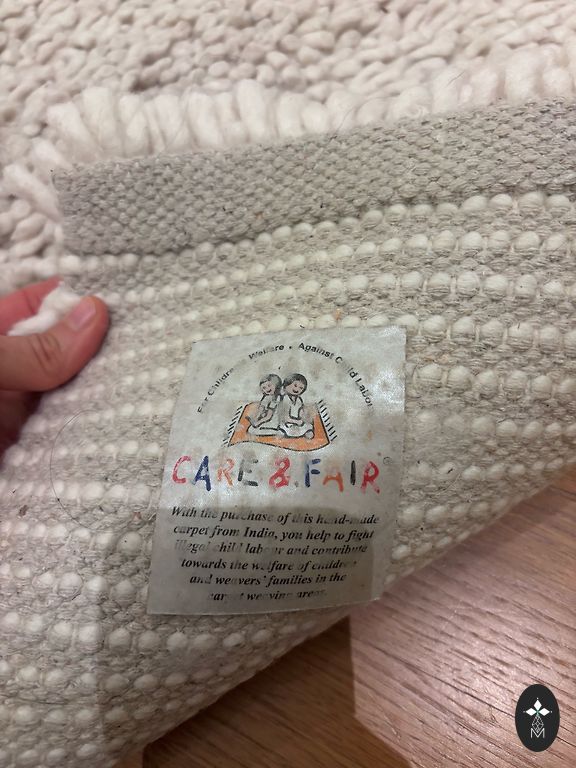 For Children Welfare • Against Child Labor
CARE & FAIR
With the purchase of this hand-made
carpet from India, you help to fight
illegal child labour and contribute
towards the welfare of children
and weavers' families in the
carpet weaving areas.
M